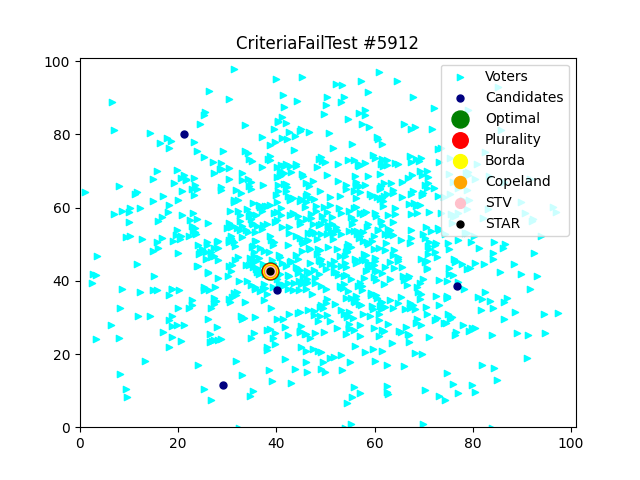 CriteriaFailTest #5912
100
80
60
40
20
0
0
20
40
60
80
100
Voters
Candidates
Optimal
Plurality
Borda
Copeland
STV
STAR